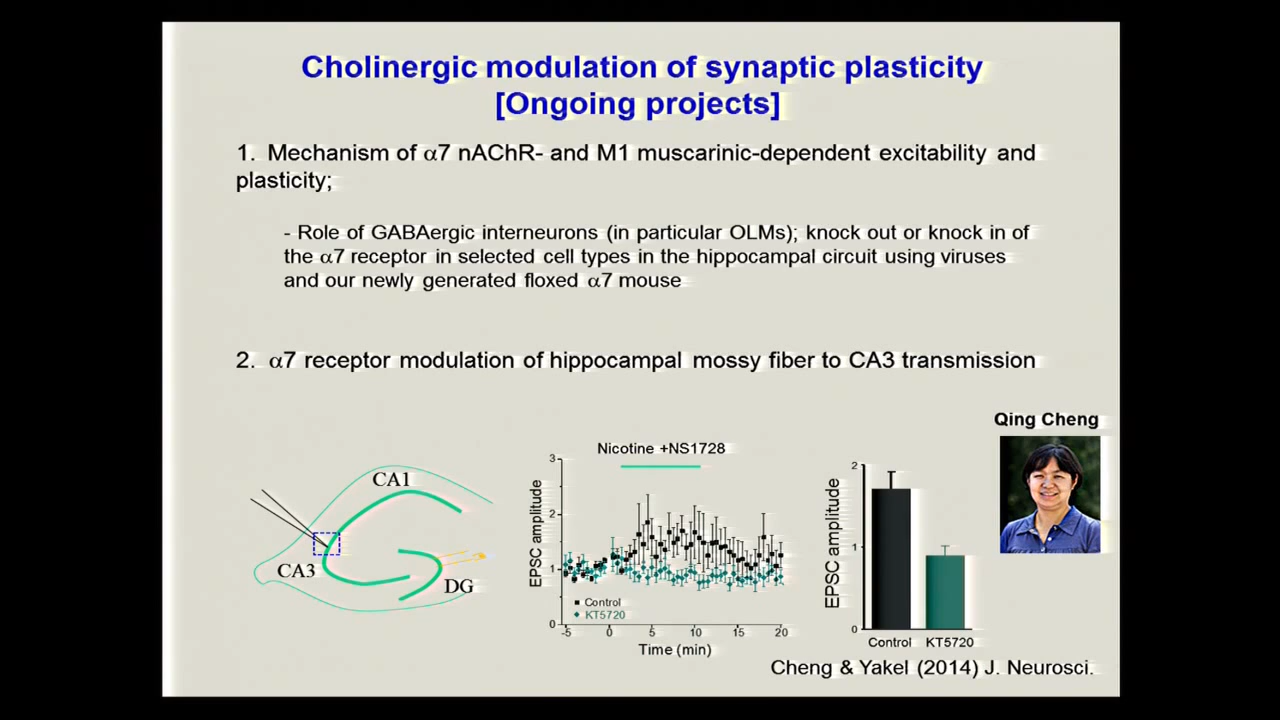 Cholinergic modulation of synaptic plasticity
[Ongoing projects]
1. Mechanism of α7 nAChR- and M1 muscarinic-dependent excitability and
plasticity;
- Role of GABAergic interneurons (in particular OLMs); knock out or knock in of
the α7 receptor in selected cell types in the hippocampal circuit using viruses
and our newly generated floxed α7 mouse
2. α7 receptor modulation of hippocampal mossy fiber to CA3 transmission
Qing Cheng
CA1
CA3
DG
Nicotine +NS1728
EPSC amplitude
3
2
1
0
Control
KT5720
-5 0 5 10 15 20
Time (min)
EPSC amplitude
2
1
0
Control KT5720
Cheng & Yakel (2014) J. Neurosci.